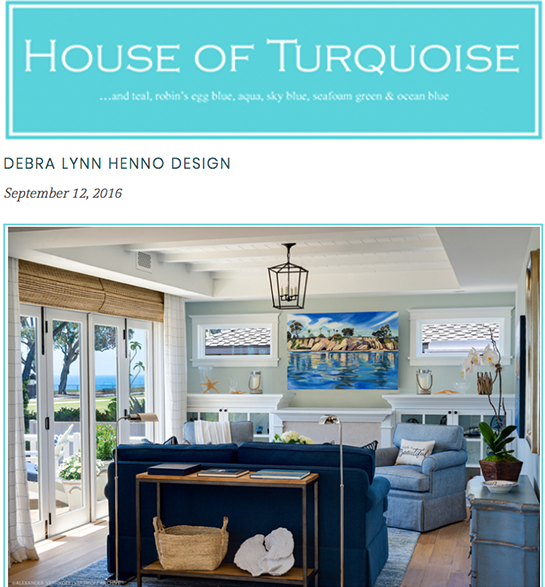 HOUSE OF TURQUOISE
...and teal, robin's egg blue, aqua, sky blue, seafoam green & ocean blue
DEBRA LYNN HENNO DESIGN
September 12, 2016
beautiful